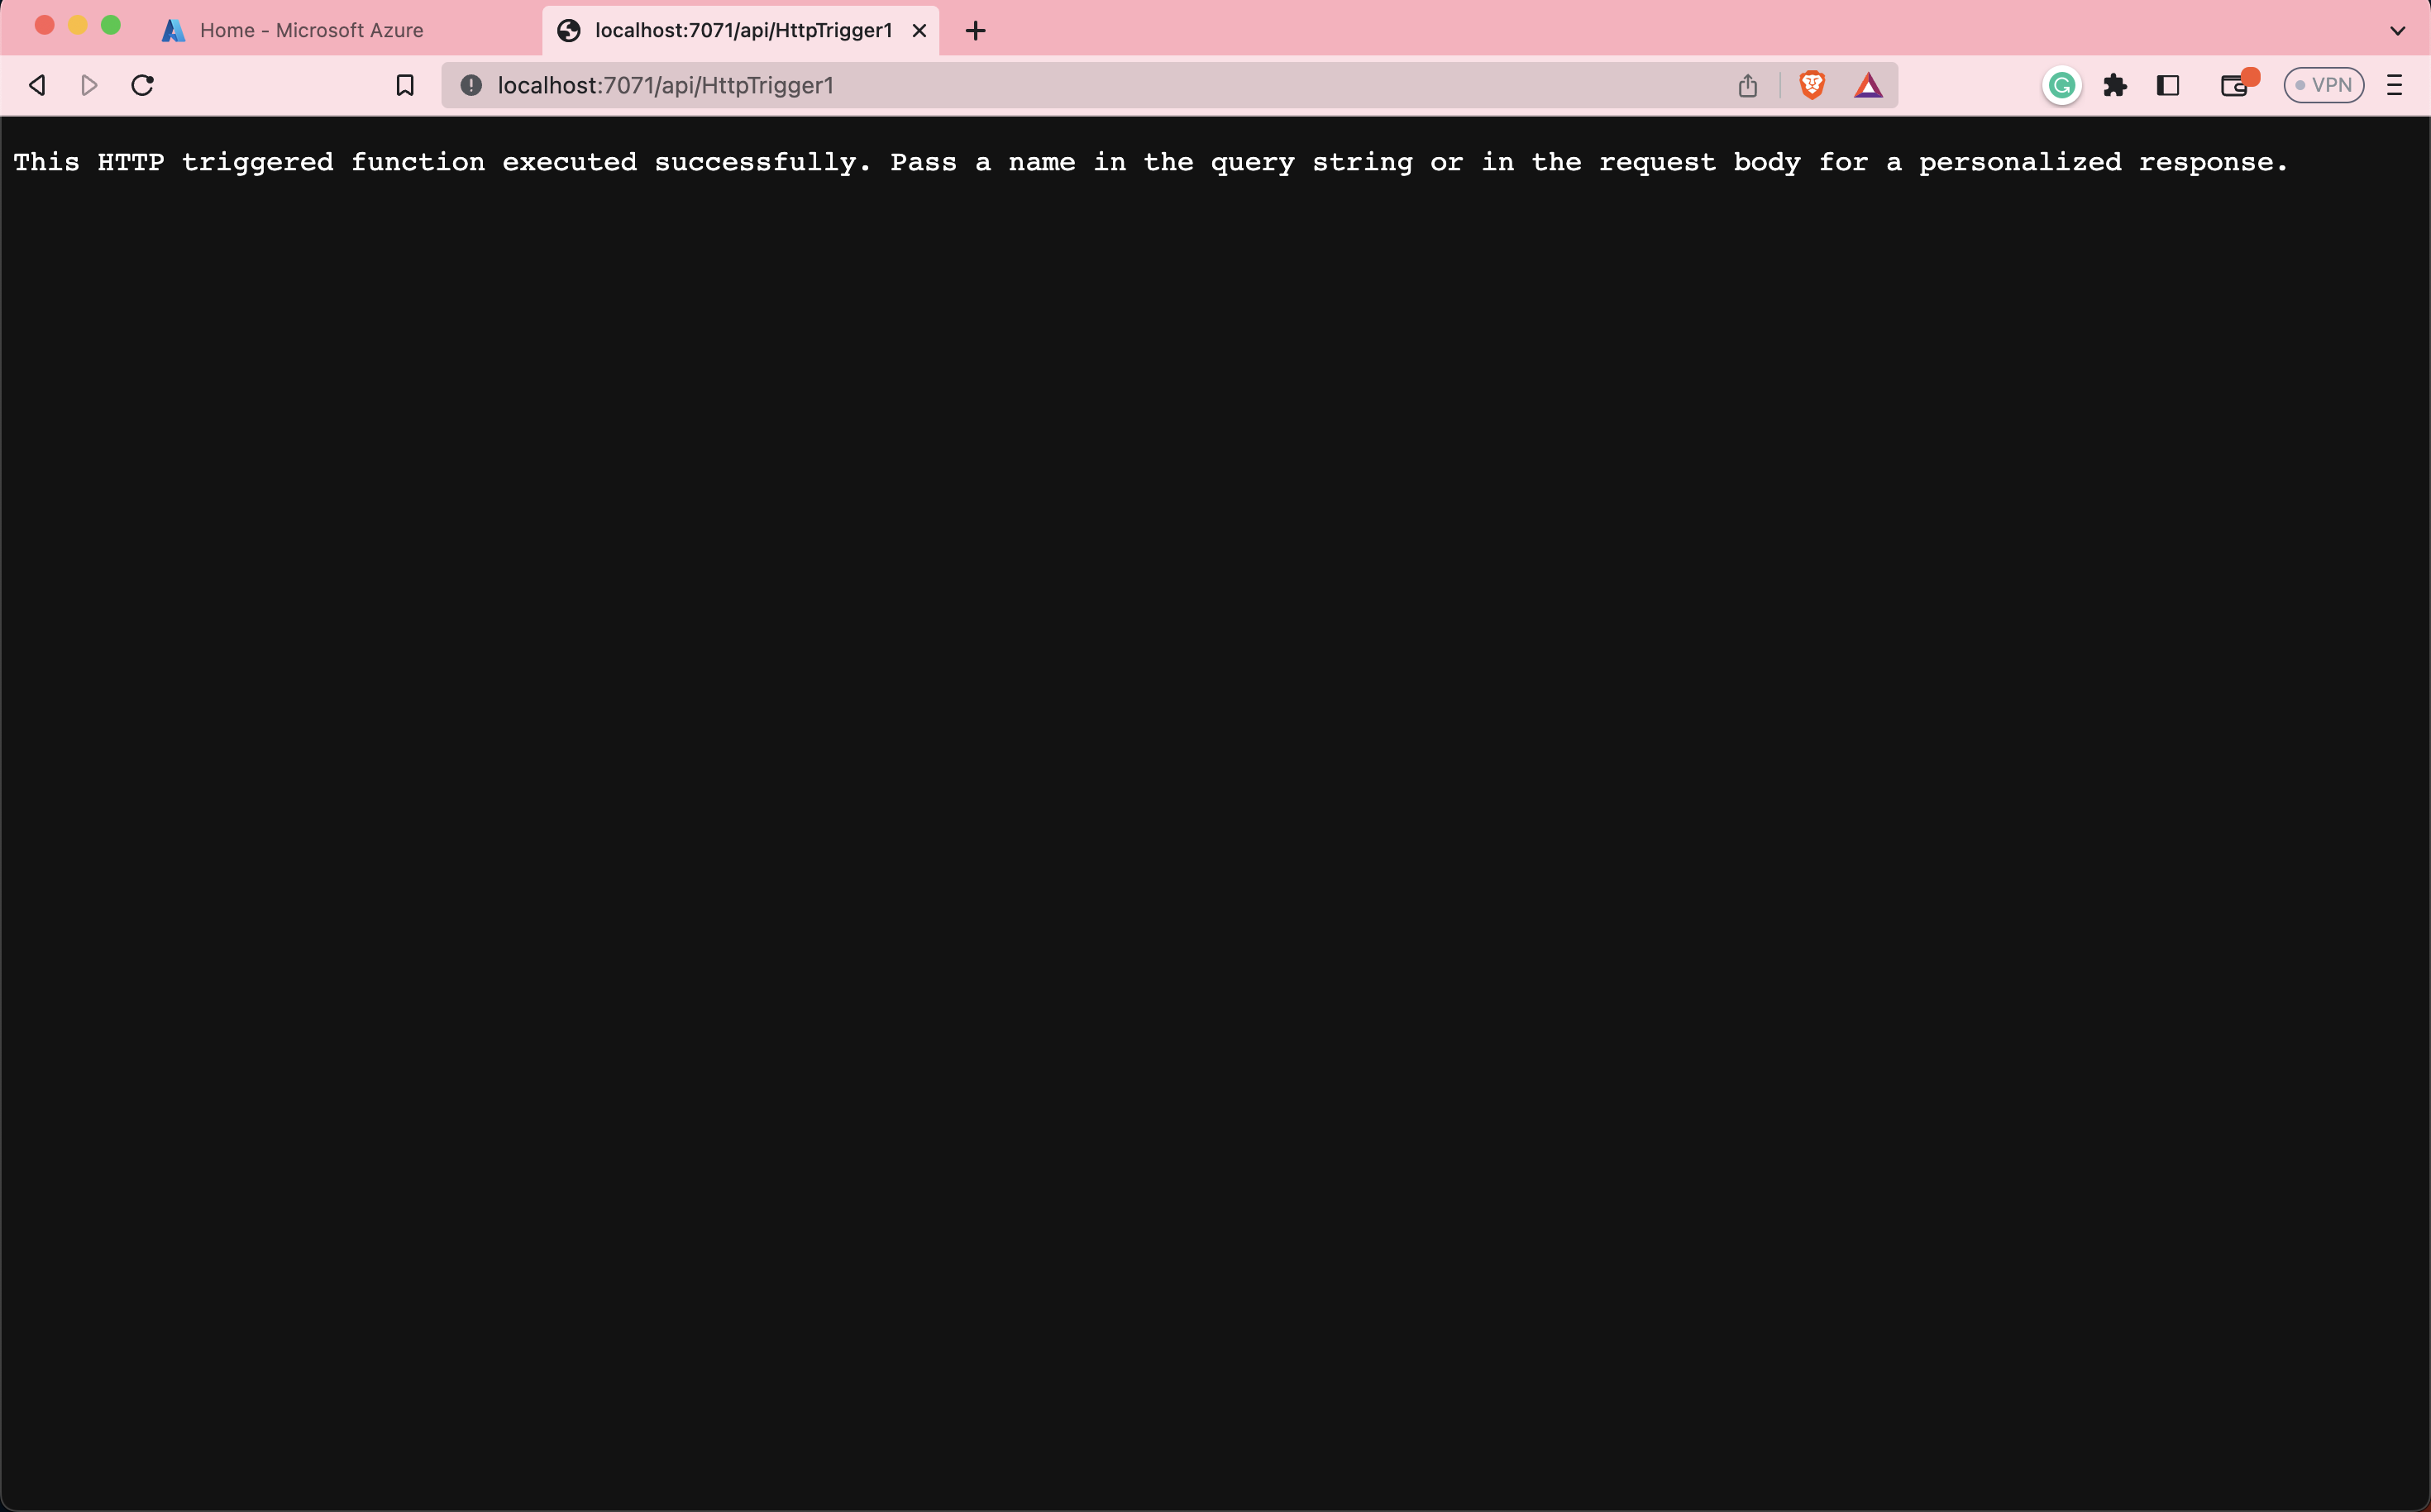 Home - Microsoft Azure
localhost:7071/api/HttpTrigger1
localhost:7071/api/HttpTrigger1
VPN
This HTTP triggered function executed successfully. Pass a name in the query string or in the request body for a personalized response.